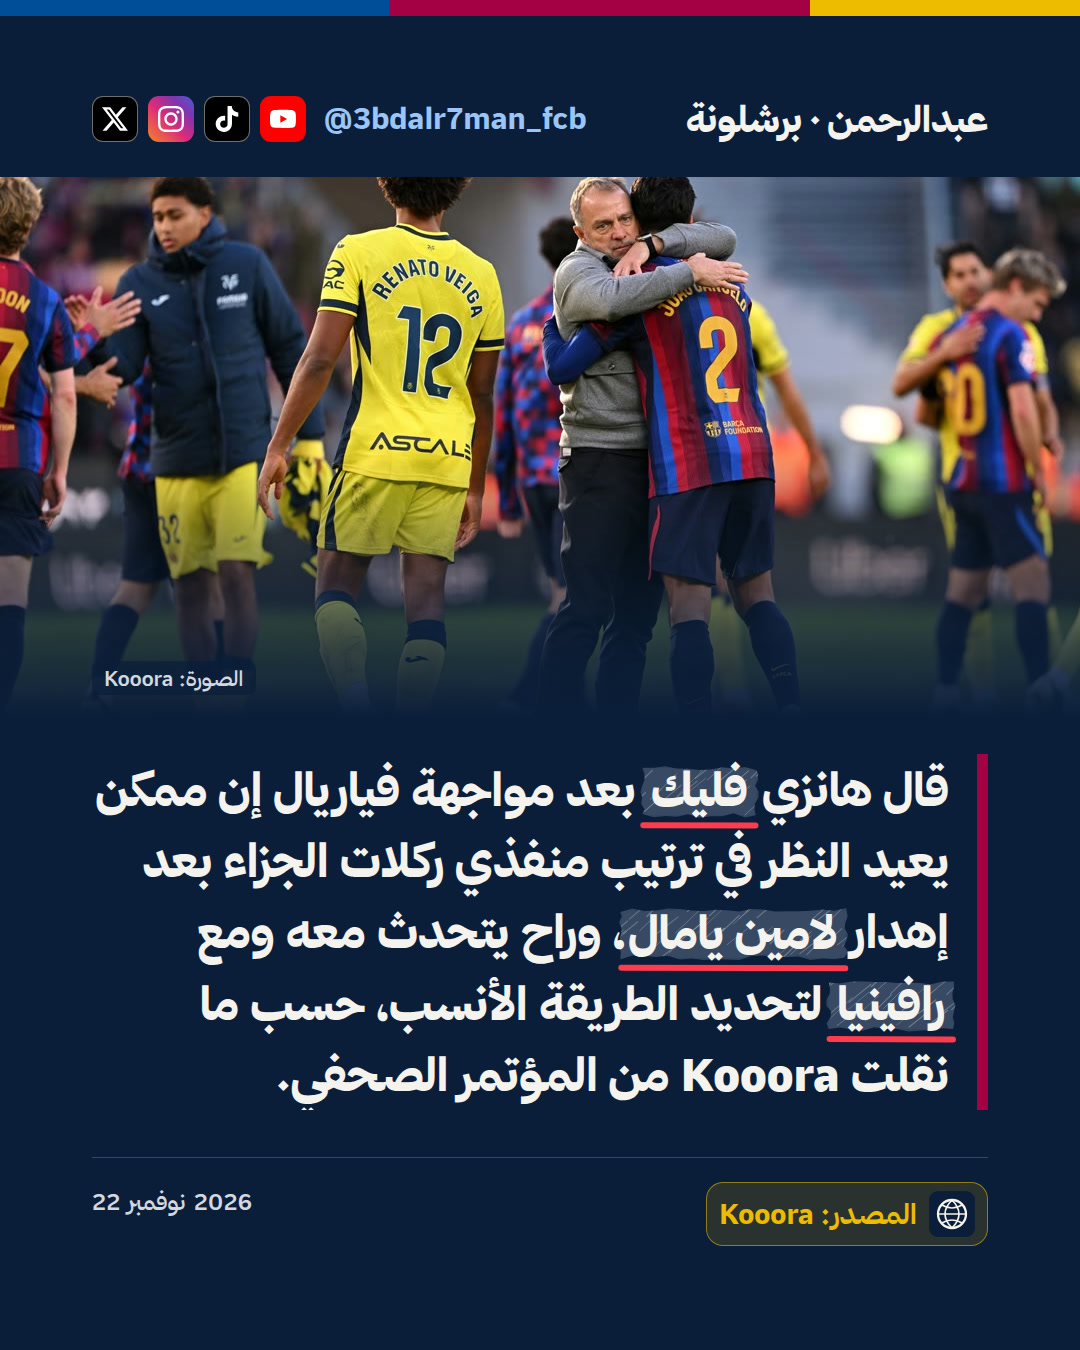 عبدالرحمن · برشلونة
@3bdalr7man_fcb
RENATO VEIGA
12
ASCALE
JOAO CANCELO
2
BARÇA FOUNDATION
32
الصورة: Kooora
قال هانزي فليك بعد مواجهة فياريال إن ممكن
يعيد النظر في ترتيب منفذي ركلات الجزاء بعد
إهدار لامين يامال، وراح يتحدث معه ومع
رافينيا لتحديد الطريقة الأنسب، حسب ما
نقلت Kooora من المؤتمر الصحفي.
المصدر: Kooora
22 نوفمبر 2026